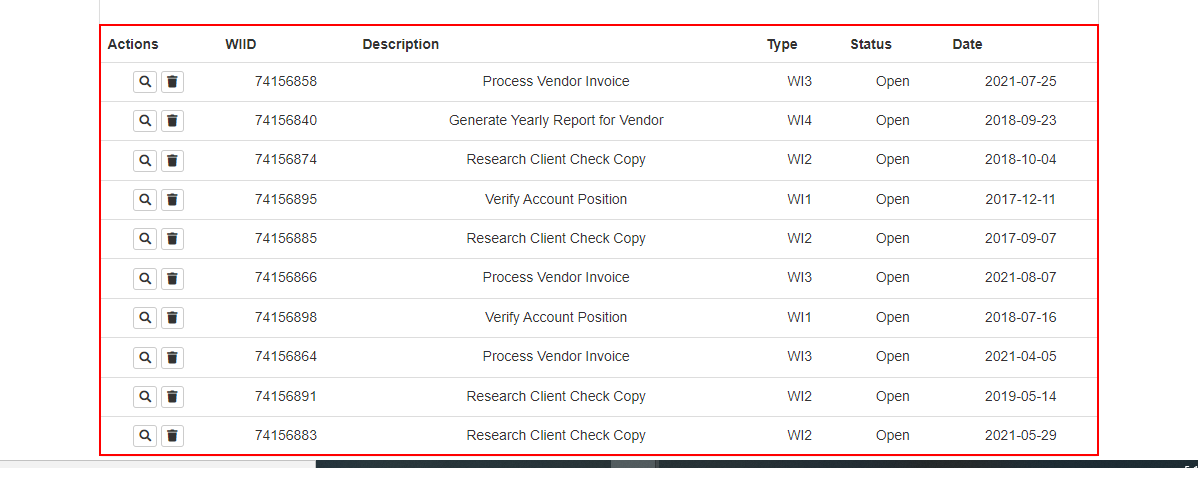 Actions WIID Description Type Status Date
74156858 Process Vendor Invoice WI3 Open 2021-07-25
74156840 Generate Yearly Report for Vendor WI4 Open 2018-09-23
74156874 Research Client Check Copy WI2 Open 2018-10-04
74156895 Verify Account Position WI1 Open 2017-12-11
74156885 Research Client Check Copy WI2 Open 2017-09-07
74156866 Process Vendor Invoice WI3 Open 2021-08-07
74156898 Verify Account Position WI1 Open 2018-07-16
74156864 Process Vendor Invoice WI3 Open 2021-04-05
74156891 Research Client Check Copy WI2 Open 2019-05-14
74156883 Research Client Check Copy WI2 Open 2021-05-29